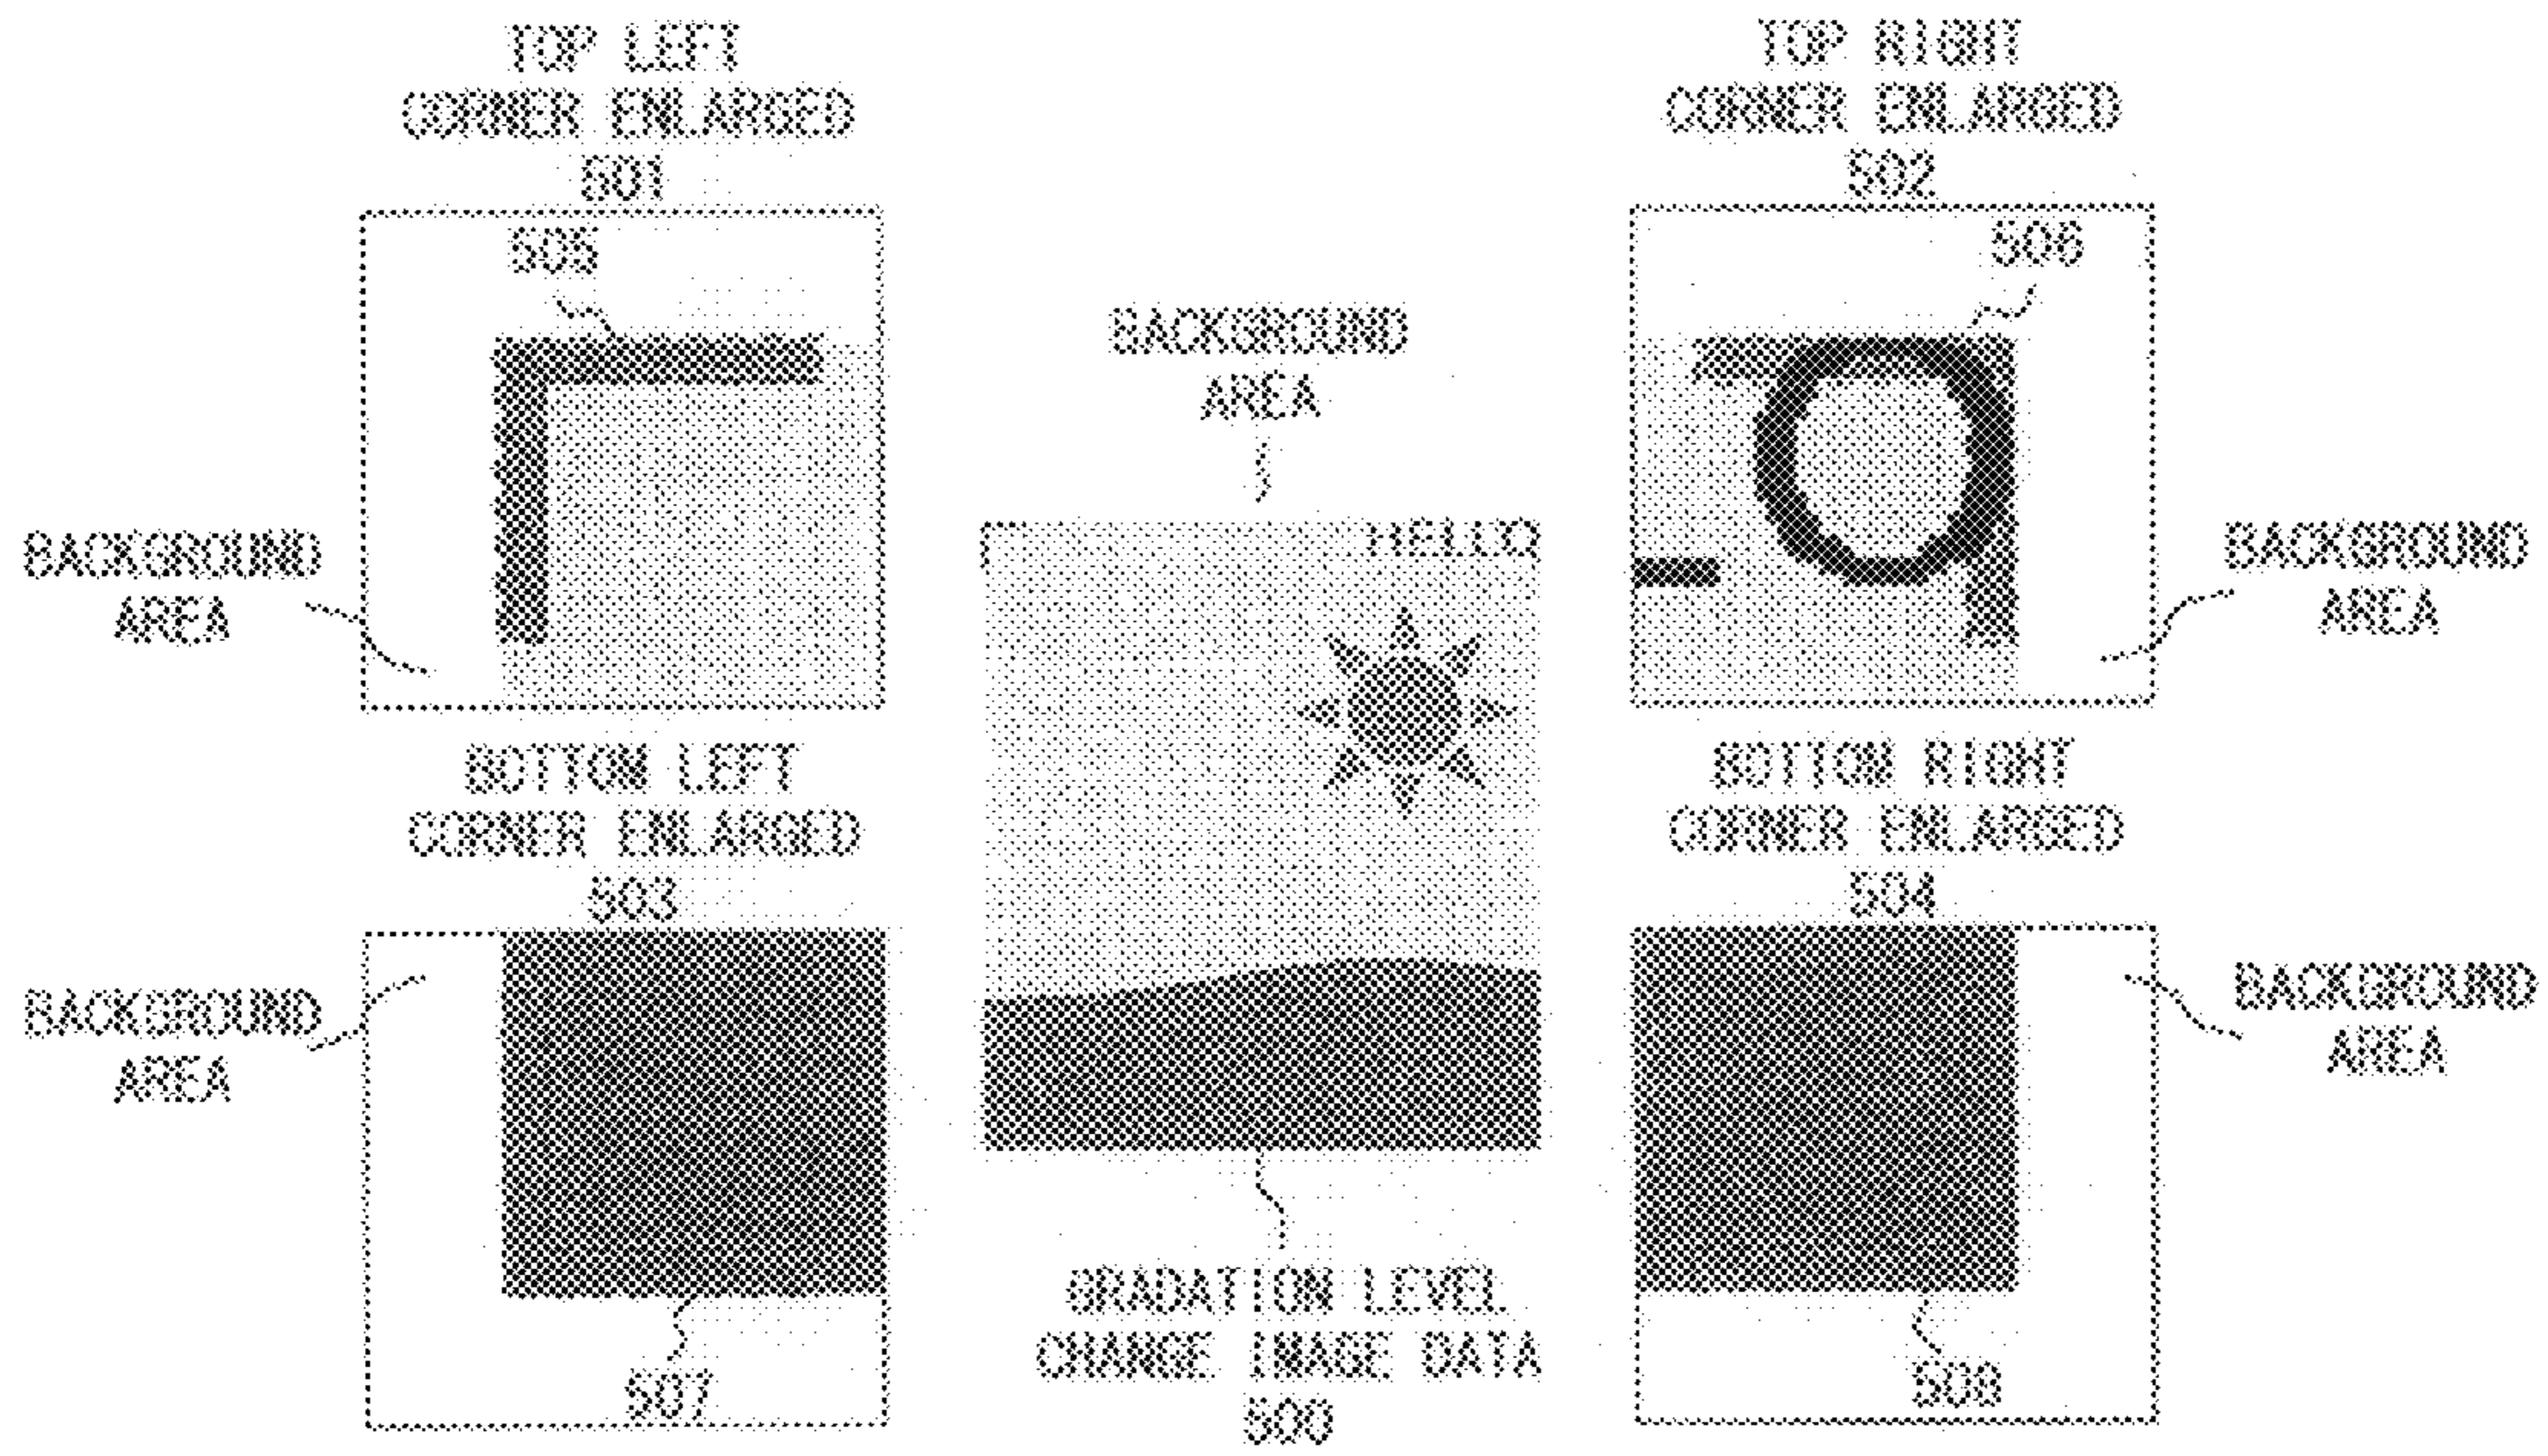 TOP LEFT
CORNER ENLARGED
501
505
BACKGROUND
AREA
TOP RIGHT
CORNER ENLARGED
502
506
BACKGROUND
AREA
BACKGROUND
AREA
HELLO
BOTTOM LEFT
CORNER ENLARGED
503
BACKGROUND
AREA
507
BOTTOM RIGHT
CORNER ENLARGED
504
BACKGROUND
AREA
508
GRADATION LEVEL
CHANGE IMAGE DATA
500